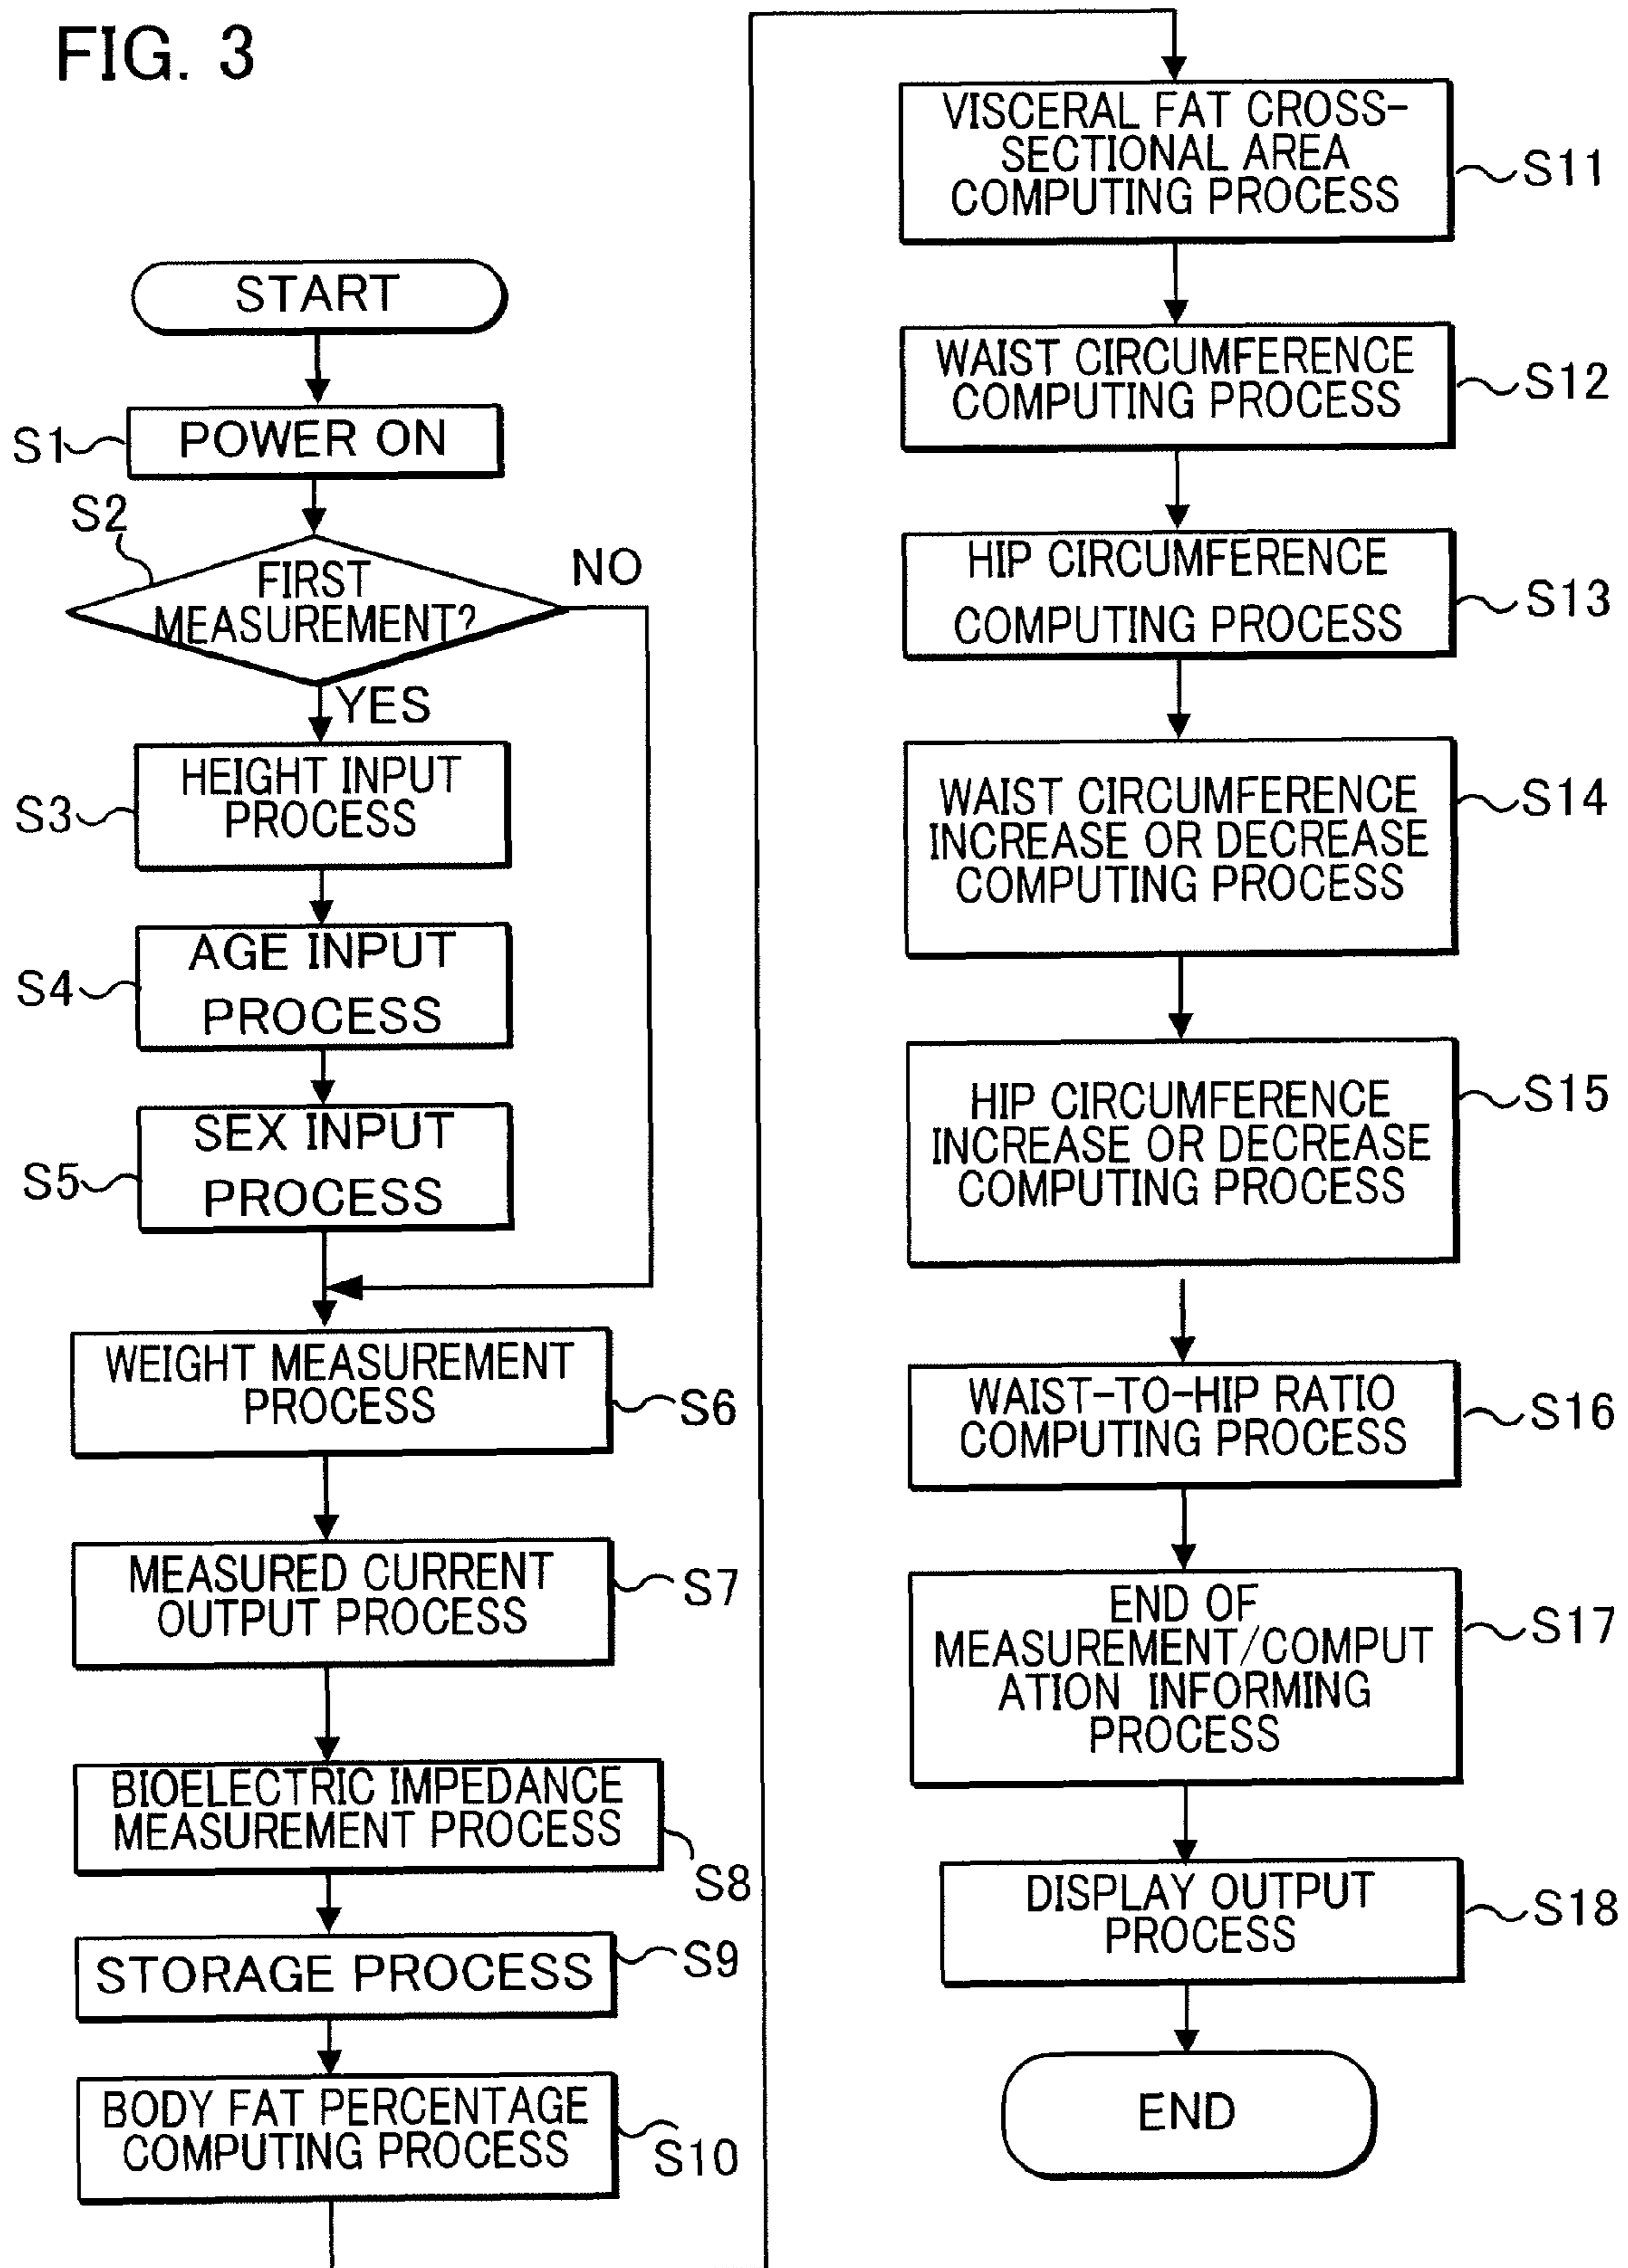 FIG. 3
START
S1
POWER ON
S2
FIRST
MEASUREMENT?
NO
YES
S3
HEIGHT INPUT
PROCESS
S4
AGE INPUT
PROCESS
S5
SEX INPUT
PROCESS
WEIGHT MEASUREMENT
PROCESS
S6
MEASURED CURRENT
OUTPUT PROCESS
S7
BIOELECTRIC IMPEDANCE
MEASUREMENT PROCESS
S8
STORAGE PROCESS
S9
BODY FAT PERCENTAGE
COMPUTING PROCESS
S10
VISCERAL FAT CROSS-
SECTIONAL AREA
COMPUTING PROCESS
S11
WAIST CIRCUMFERENCE
COMPUTING PROCESS
S12
HIP CIRCUMFERENCE
COMPUTING PROCESS
S13
WAIST CIRCUMFERENCE
INCREASE OR DECREASE
COMPUTING PROCESS
S14
HIP CIRCUMFERENCE
INCREASE OR DECREASE
COMPUTING PROCESS
S15
WAIST-TO-HIP RATIO
COMPUTING PROCESS
S16
END OF
MEASUREMENT/COMPUT
ATION INFORMING
PROCESS
S17
DISPLAY OUTPUT
PROCESS
S18
END